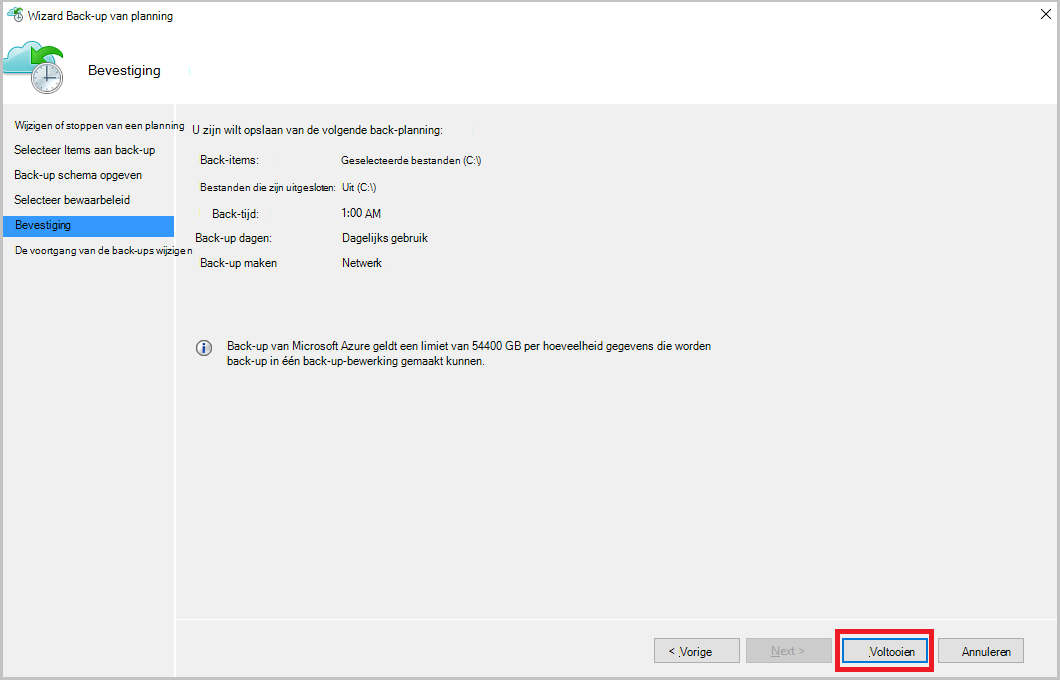 Wizard Back-up van planning
Bevestiging
Wijzigen of stoppen van een planning
Selecteer Items aan back-up
Back-up schema opgeven
Selecteer bewaarbeleid
Bevestiging
De voortgang van de back-ups wijzigen
U zijn wilt opslaan van de volgende back-planning:
Back-items: Geselecteerde bestanden (C:\)
Bestanden die zijn uitgesloten: Uit (C:\)
Back-tijd: 1:00 AM
Back-up dagen: Dagelijks gebruik
Back-up maken Netwerk
Back-up van Microsoft Azure geldt een limiet van 54400 GB per hoeveelheid gegevens die worden
back-up in één back-up-bewerking gemaakt kunnen.
< Vorige Next > Voltooien Annuleren